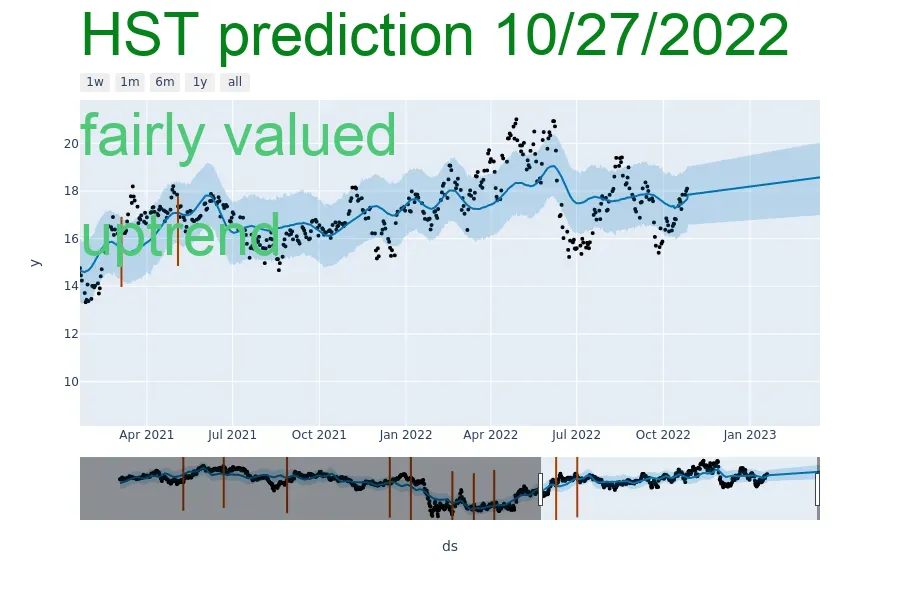 HST prediction 10/27/2022
1w 1m 6m 1y all
fairly valued
uptrend
20
18
16
14
12
10
y
Apr 2021 Jul 2021 Oct 2021 Jan 2022 Apr 2022 Jul 2022 Oct 2022 Jan 2023
ds